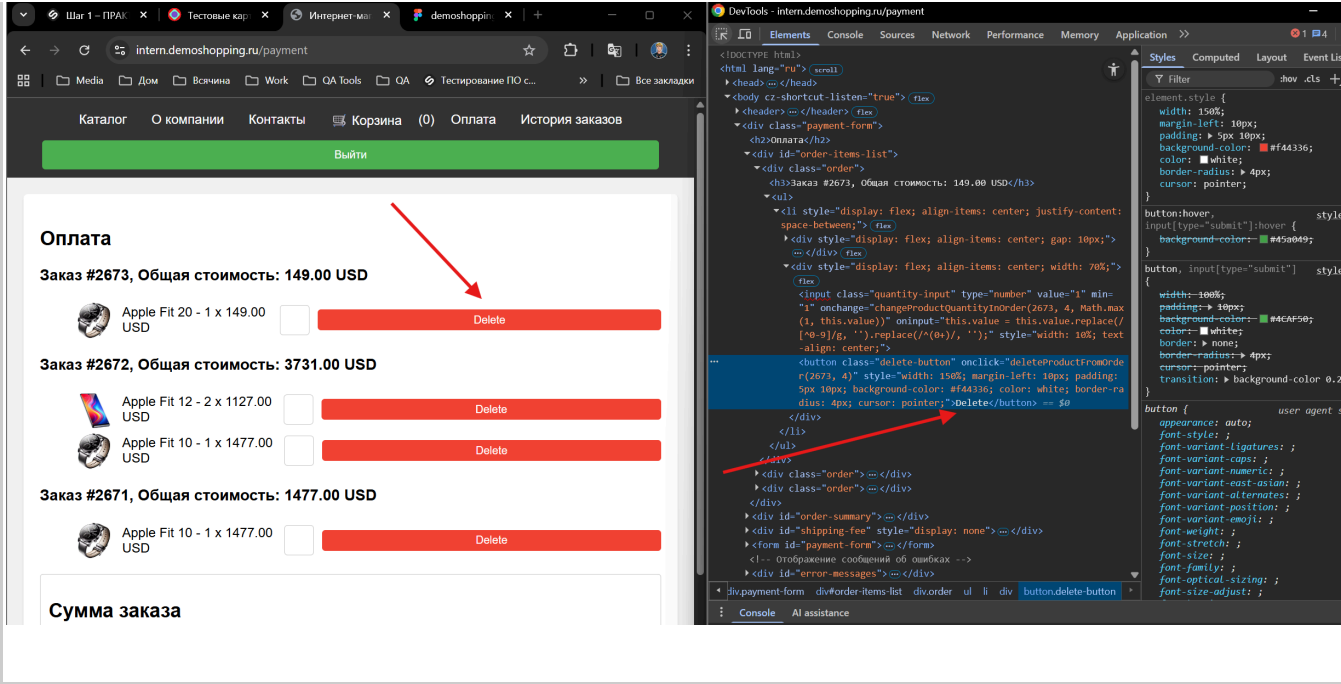 Шаг 1 – ПРАК
Тестовые кар
Интернет-маг
demoshopping
intern.demoshopping.ru/payment
Media
Дом
Всячина
Work
QA Tools
QA
Тестирование ПО с...
»
Все закладки
Каталог
О компании
Контакты
Корзина (0)
Оплата
История заказов
Выйти
Оплата
Заказ #2673, Общая стоимость: 149.00 USD
Apple Fit 20 - 1 x 149.00
USD
Delete
Заказ #2672, Общая стоимость: 3731.00 USD
Apple Fit 12 - 2 x 1127.00
USD
Delete
Apple Fit 10 - 1 x 1477.00
USD
Delete
Заказ #2671, Общая стоимость: 1477.00 USD
Apple Fit 10 - 1 x 1477.00
USD
Delete
Сумма заказа
DevTools - intern.demoshopping.ru/payment
Elements Console Sources Network Performance Memory Application »
1 4
<!DOCTYPE html>
<html lang="ru"> scroll
<head> ⋯ </head>
<body cz-shortcut-listen="true"> flex
<header> ⋯ </header> flex
<div class="payment-form">
<h2>Оплата</h2>
<div id="order-items-list">
<div class="order">
<h3>Заказ #2673, Общая стоимость: 149.00 USD</h3>
<ul>
<li style="display: flex; align-items: center; justify-content:
space-between;"> flex
<div style="display: flex; align-items: center; gap: 10px;">
⋯ </div> flex
<div style="display: flex; align-items: center; width: 70%;">
flex
<input class="quantity-input" type="number" value="1" min=
"1" onchange="changeProductQuantityInOrder(2673, 4, Math.max
(1, this.value))" oninput="this.value = this.value.replace(/
[^0-9]/g, '').replace(/^(0+)/, '');" style="width: 10%; text
-align: center;">
<button class="delete-button" onclick="deleteProductFromOrde
r(2673, 4)" style="width: 150%; margin-left: 10px; padding:
5px 10px; background-color: #f44336; color: white; border-ra
dius: 4px; cursor: pointer;">Delete</button> == $0
</div>
</li>
</ul>
</div>
<div class="order"> ⋯ </div>
<div class="order"> ⋯ </div>
</div>
<div id="order-summary"> ⋯ </div>
<div id="shipping-fee" style="display: none"> ⋯ </div>
<form id="payment-form"> ⋯ </form>
<!-- Отображение сообщений об ошибках -->
<div id="error-messages"> ⋯ </div>
div.payment-form div#order-items-list div.order ul li div button.delete-button
Console AI assistance
Styles Computed Layout Event Lis
Filter
:hov .cls +
element.style {
width: 150%;
margin-left: 10px;
padding: 5px 10px;
background-color: #f44336;
color: white;
border-radius: 4px;
cursor: pointer;
}
button:hover, style
input[type="submit"]:hover {
background-color: #45a049;
}
button, input[type="submit"] style
{
width: 100%;
padding: 10px;
background-color: #4CAF50;
color: white;
border: none;
border-radius: 4px;
cursor: pointer;
transition: background-color 0.2
}
button { user agent s
appearance: auto;
font-style: ;
font-variant-ligatures: ;
font-variant-caps: ;
font-variant-numeric: ;
font-variant-east-asian: ;
font-variant-alternates: ;
font-variant-position: ;
font-variant-emoji: ;
font-weight: ;
font-stretch: ;
font-size: ;
font-family: ;
font-optical-sizing: ;
font-size-adjust: ;